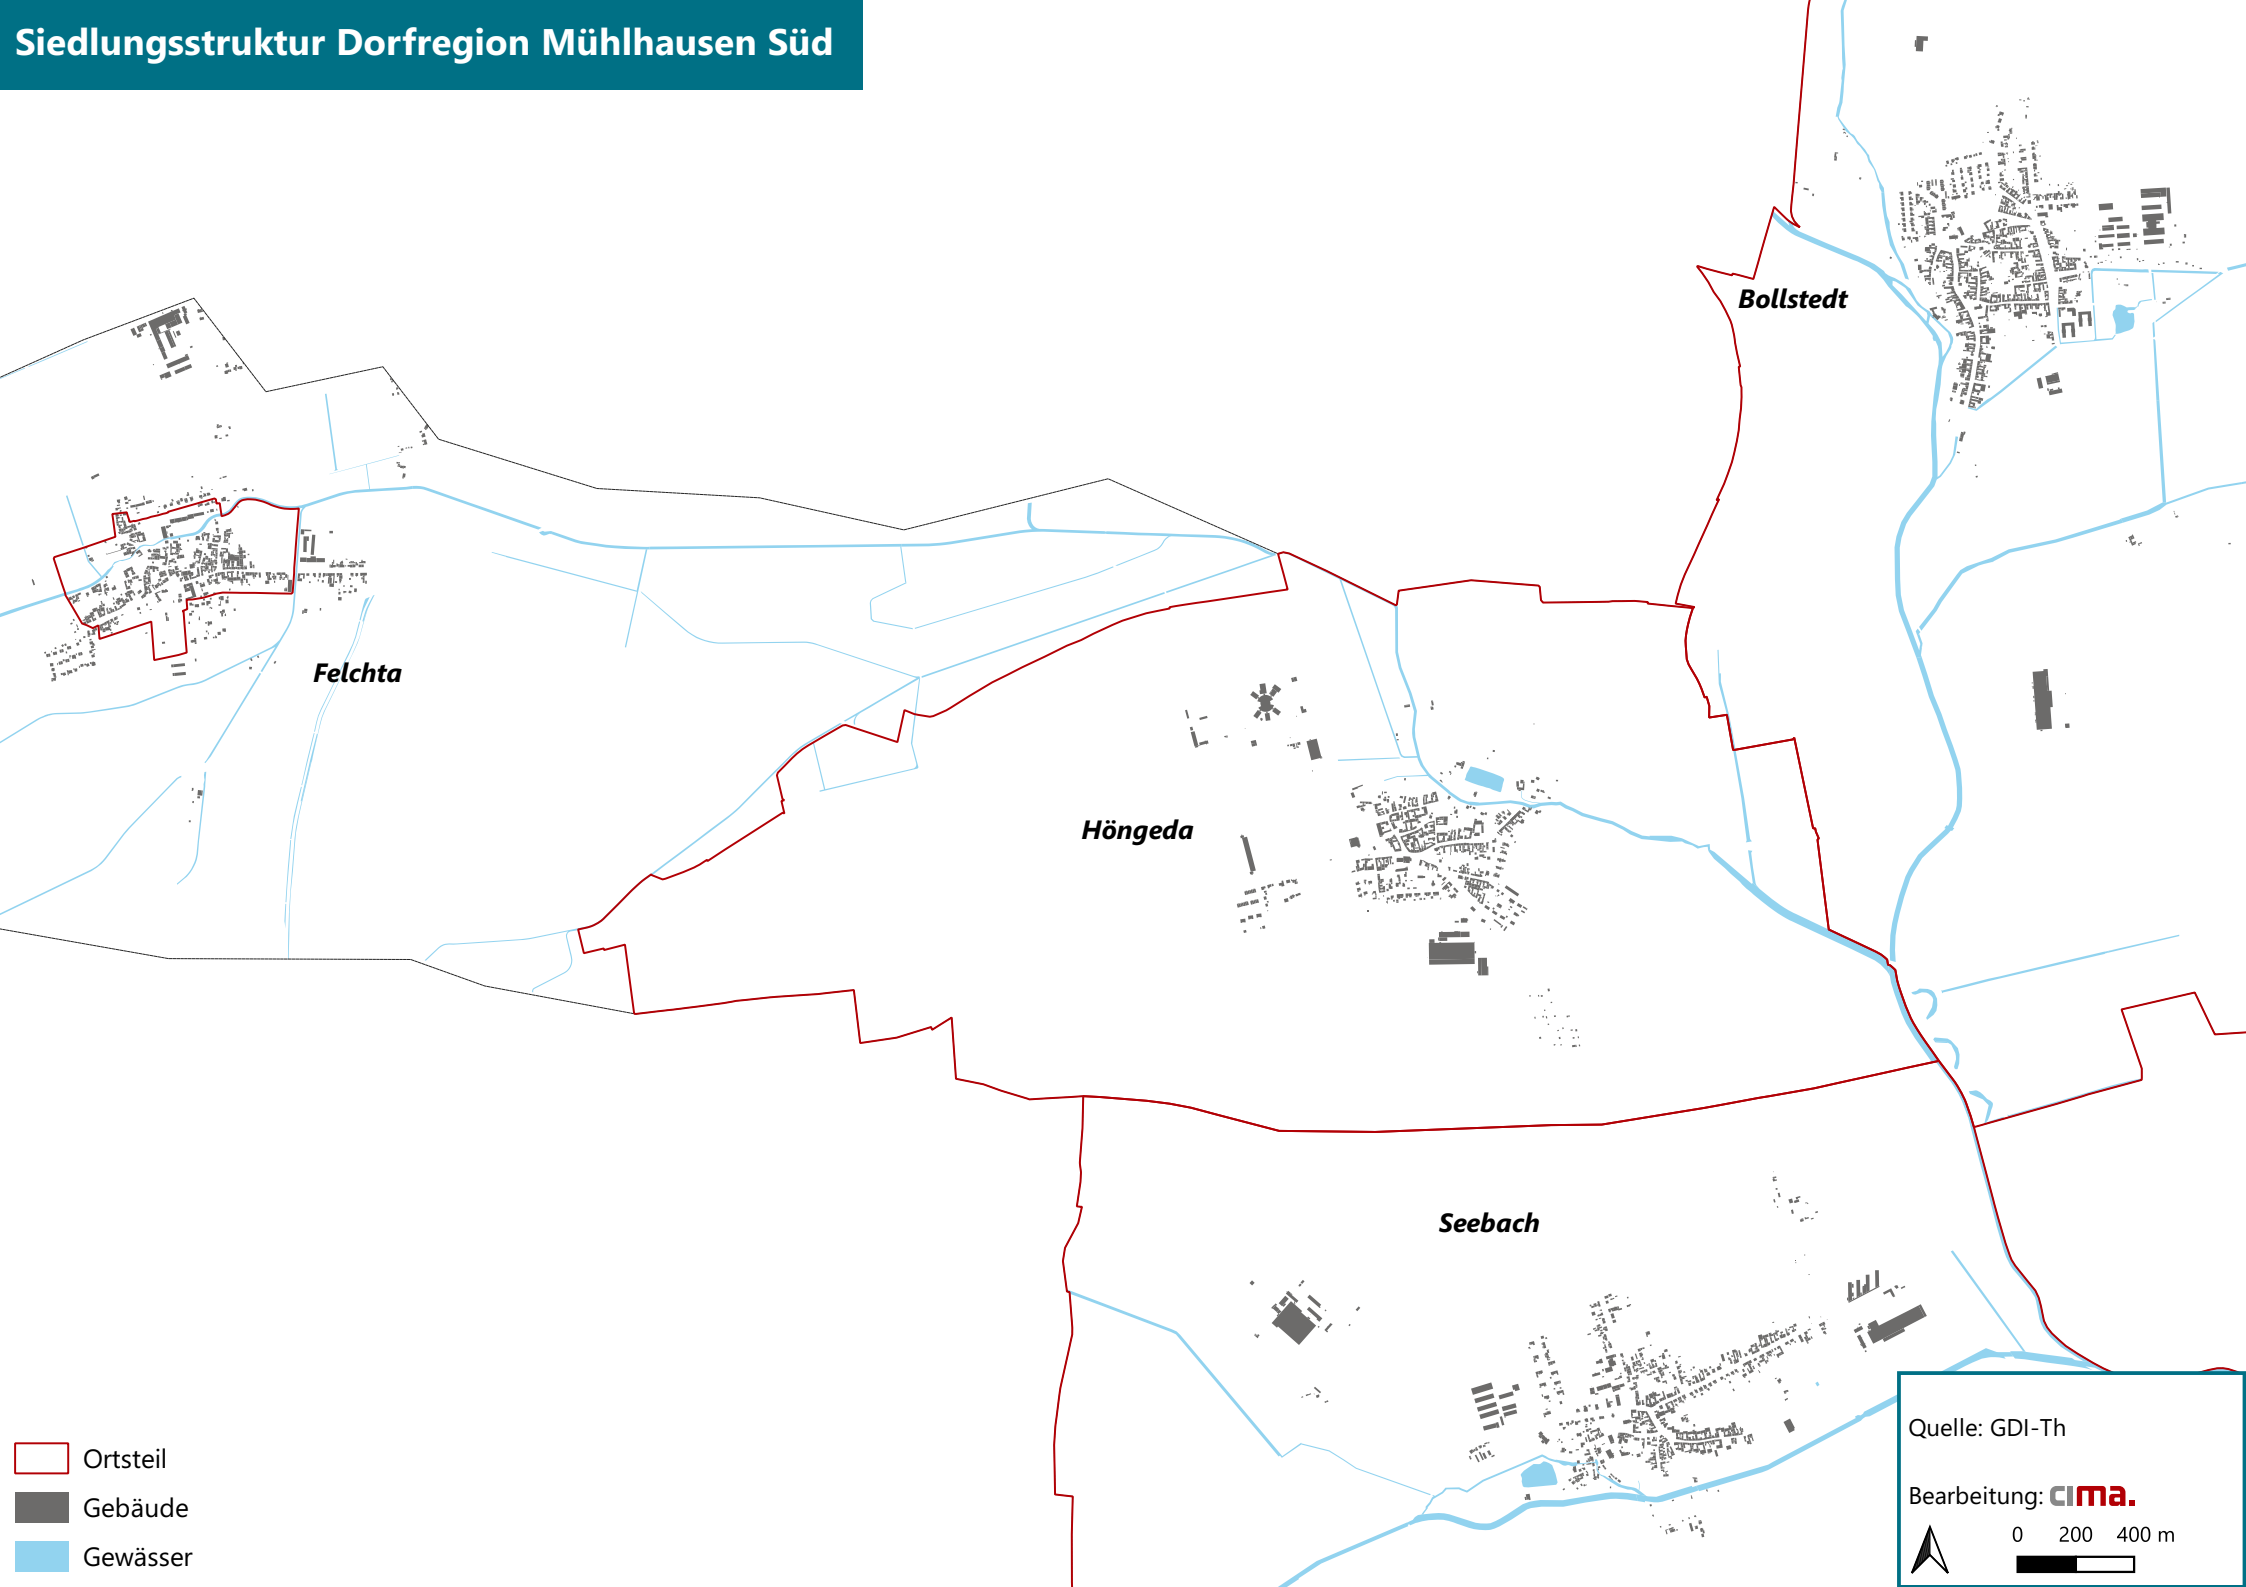 Siedlungsstruktur Dorfregion Mühlhausen Süd
Bollstedt
Felchta
Höngeda
Seebach
Ortsteil
Gebäude
Gewässer
Quelle: GDI-Th
Bearbeitung: cima.
0 200 400 m